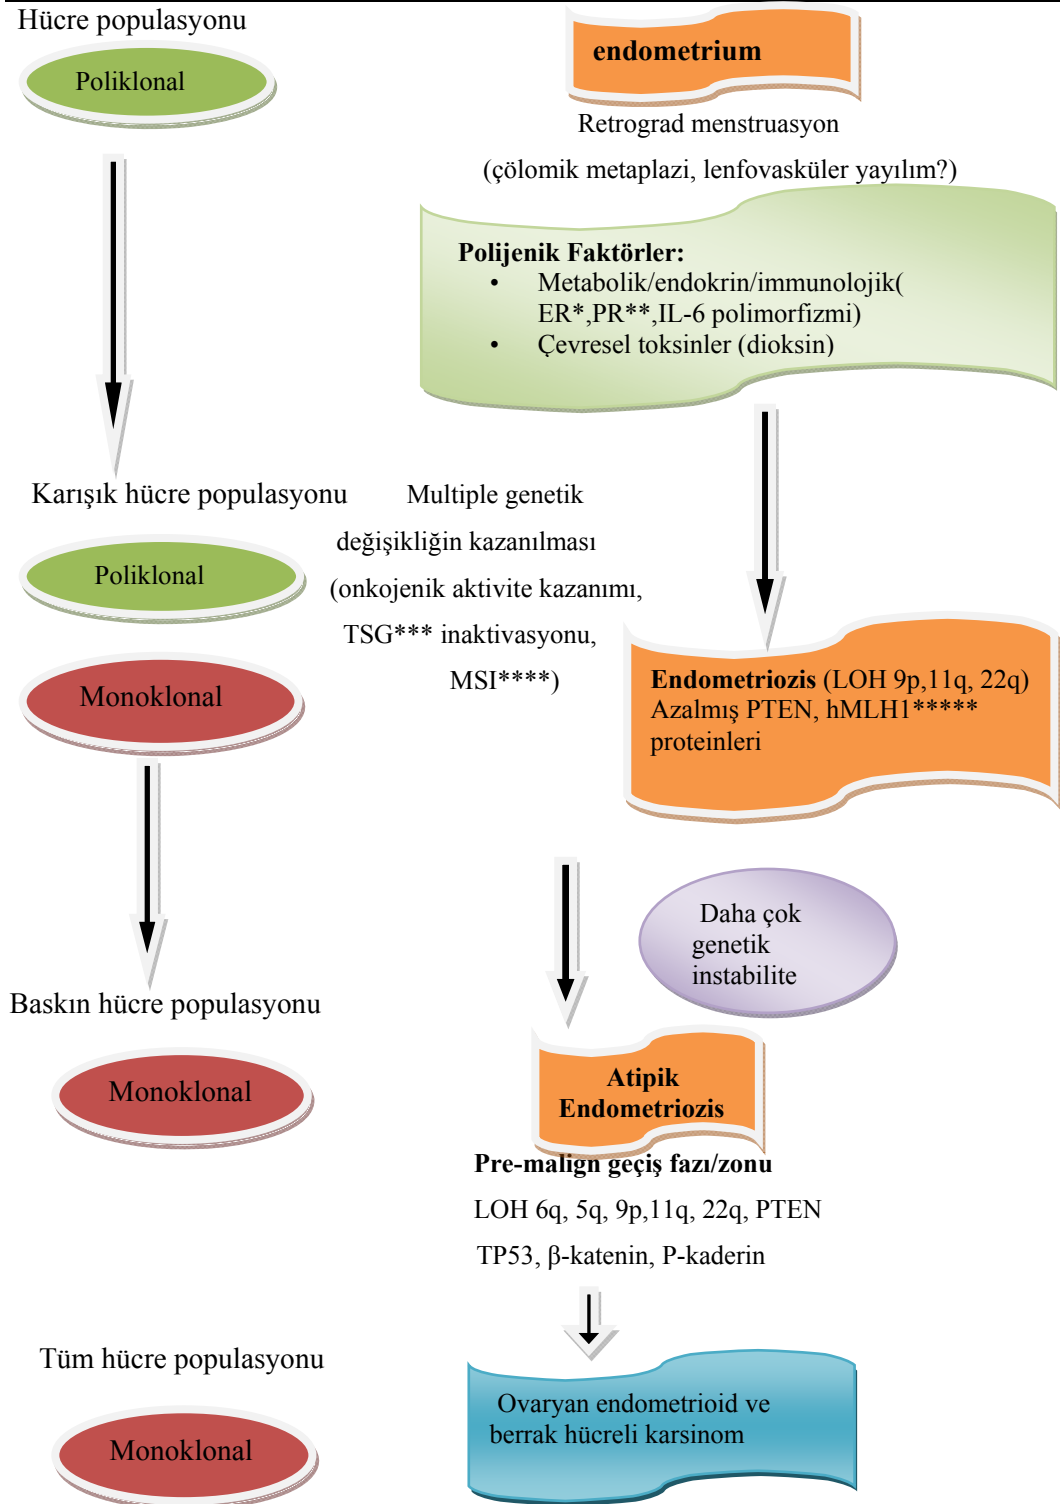 Hücre populasyonu
Poliklonal
endometrium
Retrograd menstruasyon
(çölomik metaplazi, lenfovasküler yayılım?)
Polijenik Faktörler:
• Metabolik/endokrin/immunolojik(
ER*,PR**,IL-6 polimorfizmi)
• Çevresel toksinler (dioksin)
Karışık hücre populasyonu
Poliklonal
Monoklonal
Multiple genetik
değişikliğin kazanılması
(onkojenik aktivite kazanımı,
TSG*** inaktivasyonu,
MSI****)
Endometriozis (LOH 9p,11q, 22q)
Azalmış PTEN, hMLH1*****
proteinleri
Daha çok
genetik
instabilite
Baskın hücre populasyonu
Monoklonal
Atipik
Endometriozis
Pre-malign geçiş fazı/zonu
LOH 6q, 5q, 9p,11q, 22q, PTEN
TP53, β-katenin, P-kaderin
Tüm hücre populasyonu
Monoklonal
Ovaryan endometrioid ve
berrak hücreli karsinom